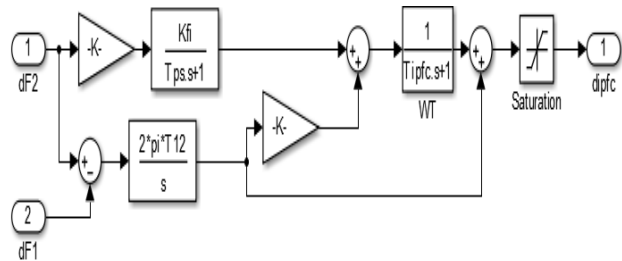 1
dF2
-K-
Kfi
Tps.s+1
+
+
1
Tipfc.s+1
WT
+
+
Saturation
1
dipfc
-K-
+
-
2*pi*T12
s
2
dF1